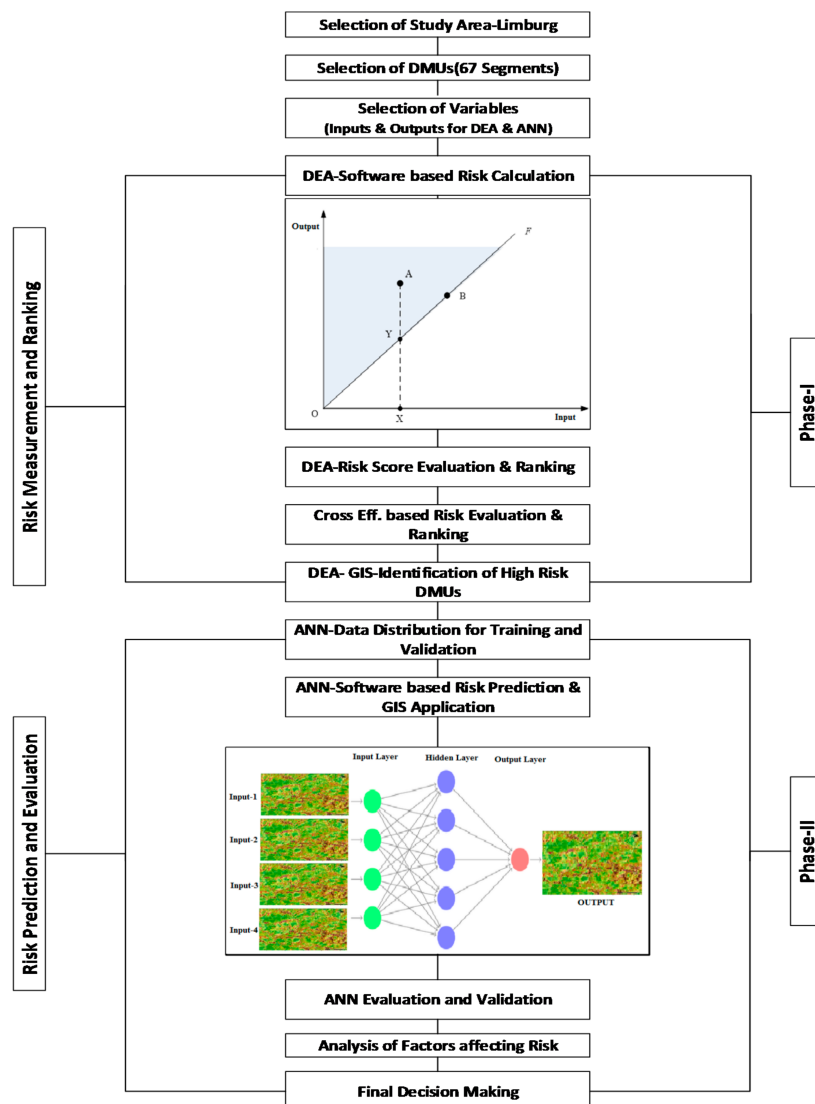 Selection of Study Area-Limburg
Selection of DMUs(67 Segments)
Selection of Variables
(Inputs & Outputs for DEA & ANN)
DEA-Software based Risk Calculation
Output
F
A
B
Y
O
X
Input
Risk Measurement and Ranking
Phase-I
DEA-Risk Score Evaluation & Ranking
Cross Eff. based Risk Evaluation &
Ranking
DEA- GIS-Identification of High Risk
DMUs
ANN-Data Distribution for Training and
Validation
ANN-Software based Risk Prediction &
GIS Application
Input Layer
Hidden Layer
Output Layer
Input-1
Input-2
Input-3
Input-4
OUTPUT
Risk Prediction and Evaluation
Phase-II
ANN Evaluation and Validation
Analysis of Factors affecting Risk
Final Decision Making